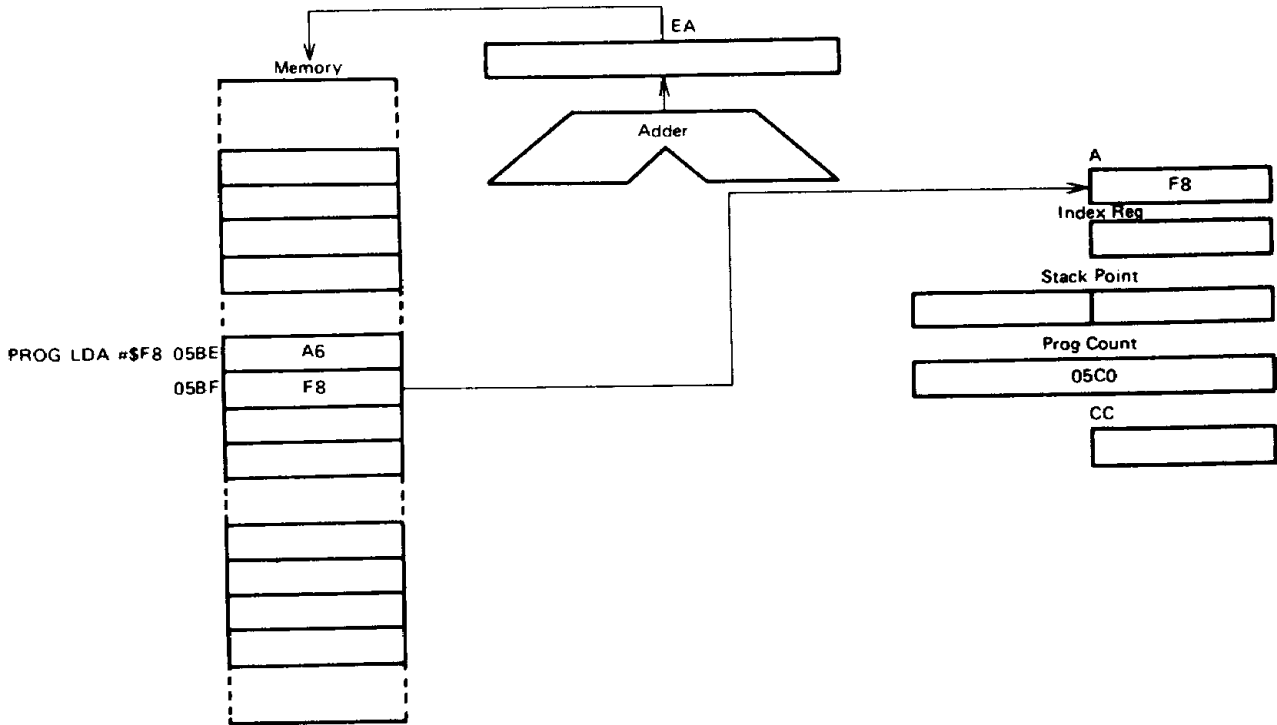 EA
Memory
Adder
A
F8
Index Reg
Stack Point
PROG LDA #$F8 05BE A6
Prog Count
05BF F8
05C0
CC